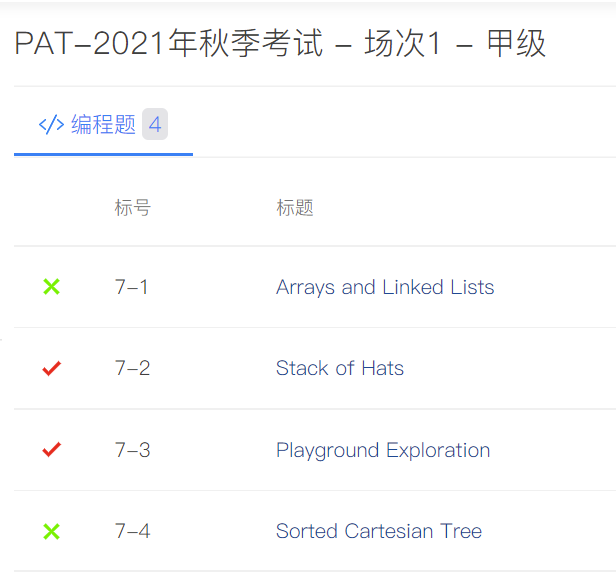 PAT-2021年秋季考试 - 场次1 - 甲级
</> 编程题 4
标号 标题
7-1 Arrays and Linked Lists
7-2 Stack of Hats
7-3 Playground Exploration
7-4 Sorted Cartesian Tree